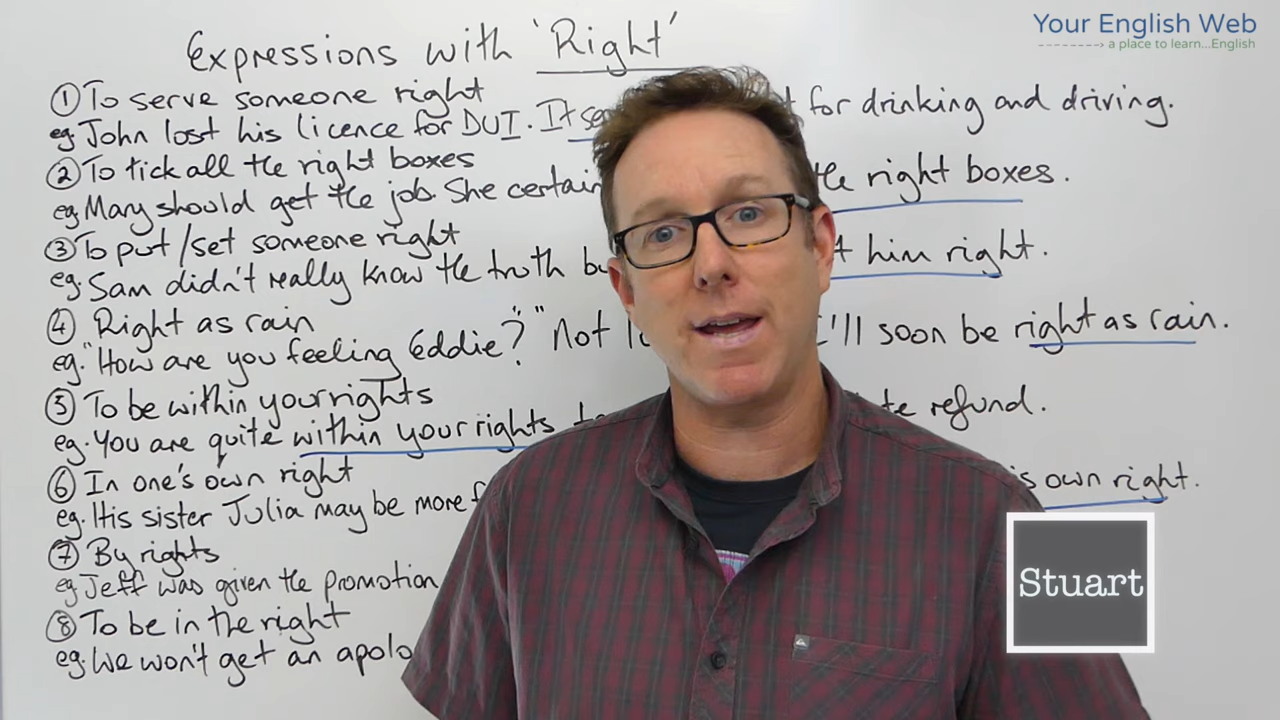 Your English Web
a place to learn...English
Expressions with 'Right'
① To serve someone right
eg. John lost his licence for DUI. It for drinking and driving.
② To tick all the right boxes
eg. Mary should get the job. She the right boxes.
③ To put/set someone right
eg. Sam didn't really know the truth him right.
④ Right as rain
eg. "How are you feeling Eddie?" "Not I'll soon be right as rain.
⑤ To be within your rights
eg. You are quite within your rights refund.
⑥ In one's own right
eg. His sister Julia may be more own right.
⑦ By rights
eg Jeff was given the promotion
⑧ To be in the right
eg. We won't get an
Stuart